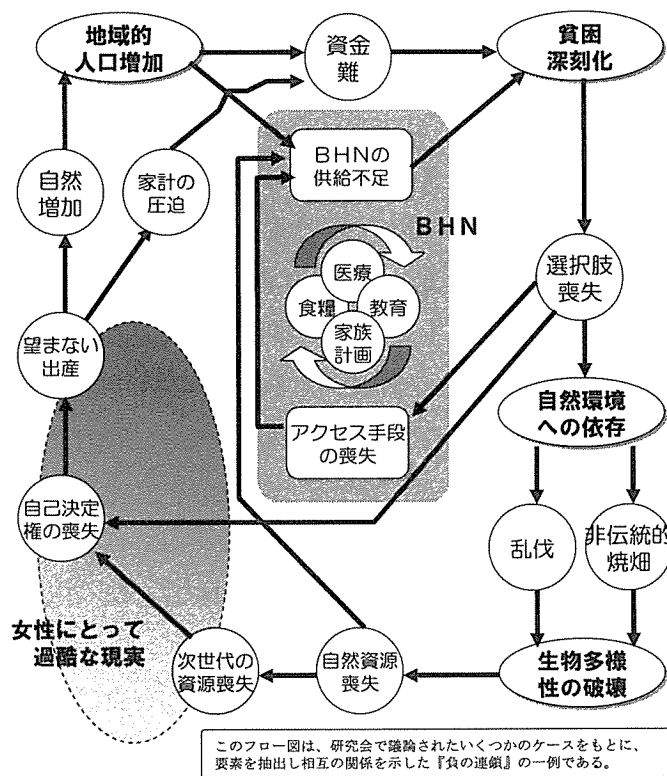 地域的
人口増加
資金
難
貧困
深刻化
自然
増加
家計の
圧迫
BHNの
供給不足
BHN
医療
食糧
教育
家族
計画
選択肢
喪失
望まない
出産
アクセス手段
の喪失
自然環境
への依存
自己決定
権の喪失
乱伐
非伝統的
焼畑
女性にとって
過酷な現実
次世代の
資源喪失
自然資源
喪失
生物多様
性の破壊
このフロー図は、研究会で議論されたいくつかのケースをもとに、
要素を抽出し相互の関係を示した『負の連鎖』の一例である。